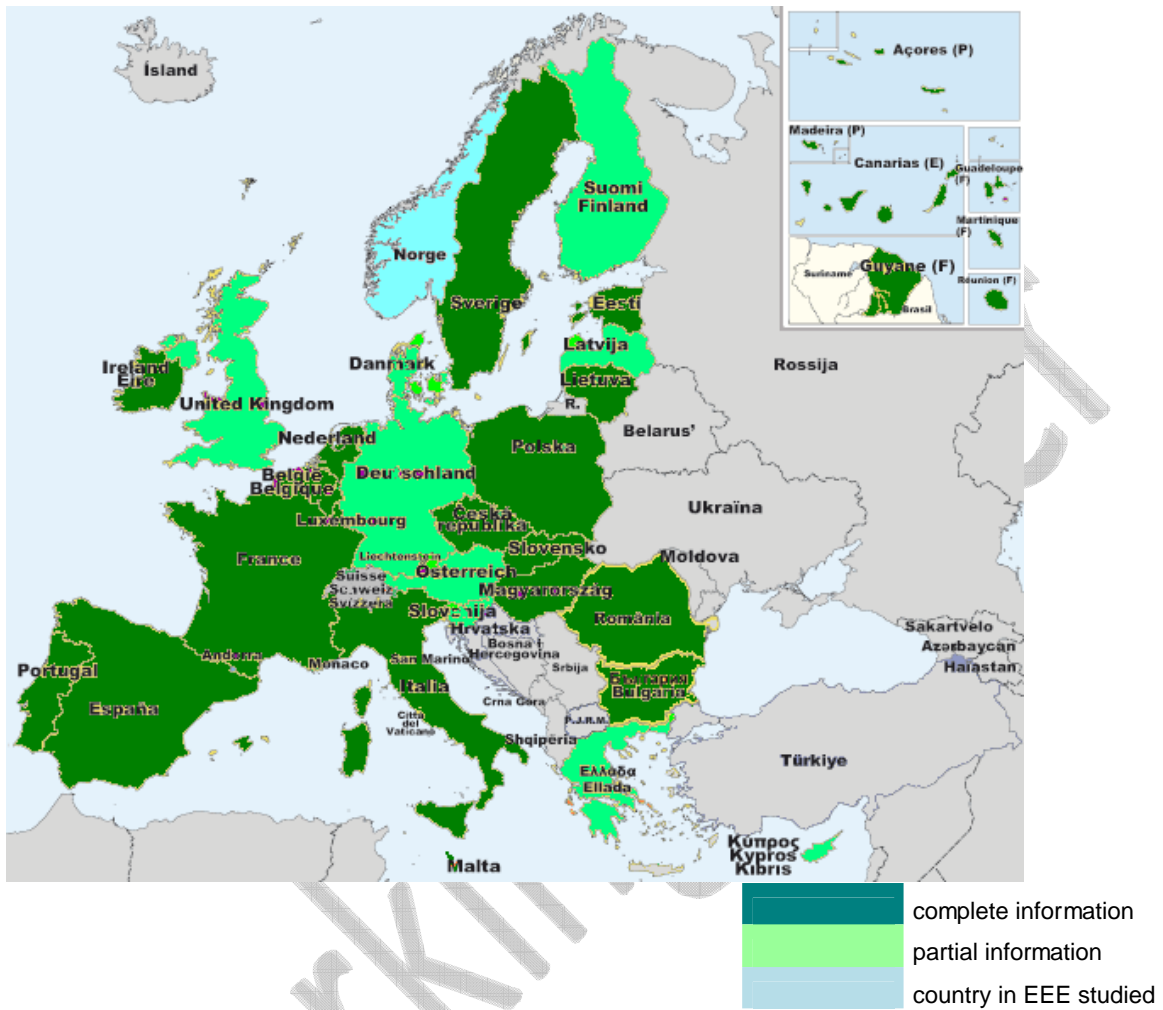 Ísland
Açores (P)
Madeira (P)
Canarias (E)
Guadeloupe
(F)
Martinique
(F)
Guyane (F)
Suriname
Brasil
Réunion (F)
Suomi
Finland
Norge
Sverige
Eesti
Latvija
Lietuva
R.
Rossija
Danmark
Ireland
Éire
United Kingdom
Nederland
Belarus'
Polska
België
Belgique
Deutschland
Luxembourg
Česká
republika
Ukraïna
Slovensko
France
Liechtenstein
Österreich
Moldova
Suisse
Schweiz
Svizzera
Magyarország
Slovenija
Hrvatska
România
Bosna i
Hercegovina
Srbija
Sakartvelo
Azərbaycan
Haïastan
Portugal
Andorra
Monaco
San Marino
Italia
България
Bulgaria
España
Città
del
Vaticano
Crna Gora
P.J.R.M.
Shqipëria
Türkiye
Ελλάδα
Ellada
Malta
Κύπρος
Kypros
Kıbrıs
complete information
partial information
country in EEE studied